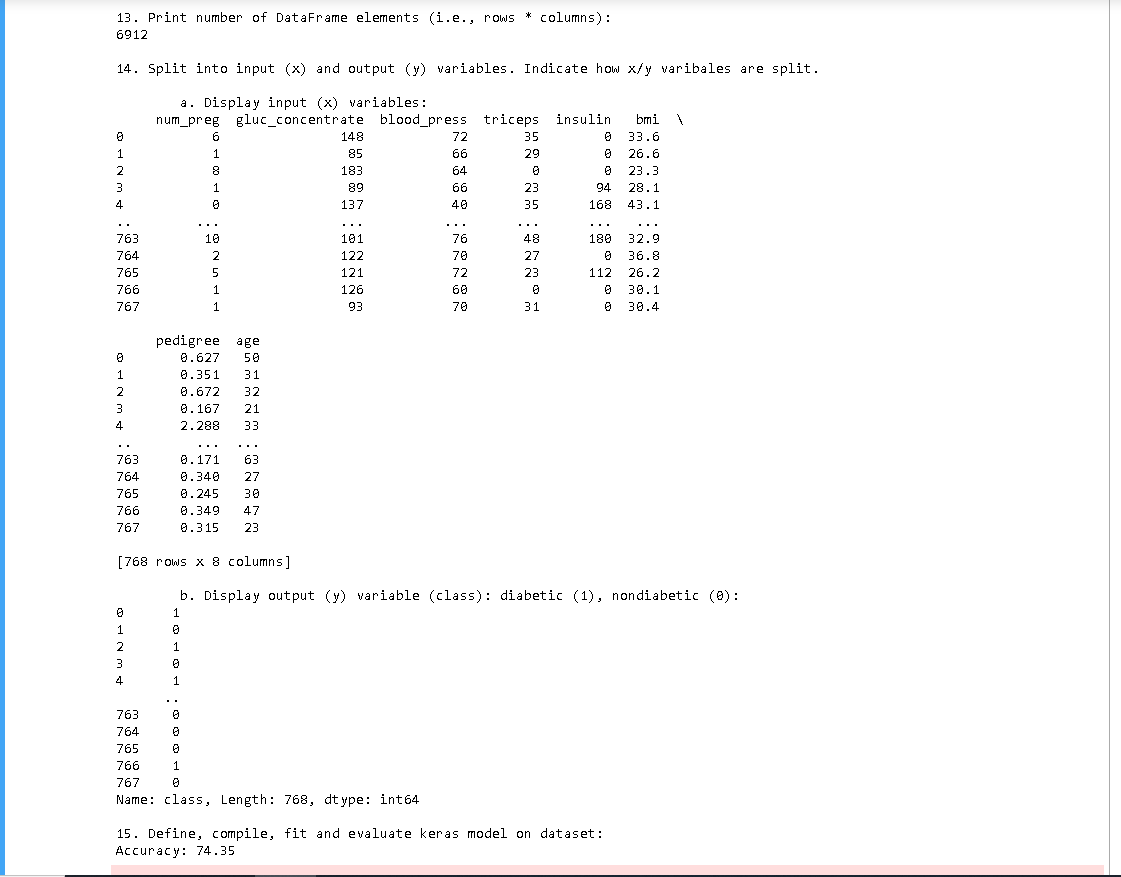 13. Print number of DataFrame elements (i.e., rows * columns):
6912
14. Split into input (x) and output (y) variables. Indicate how x/y varibales are split.
a. Display input (x) variables:
num_preg gluc_concentrate blood_press triceps insulin bmi \
0 6 148 72 35 0 33.6
1 1 85 66 29 0 26.6
2 8 183 64 0 0 23.3
3 1 89 66 23 94 28.1
4 0 137 40 35 168 43.1
.. ... ... ... ... ... ...
763 10 101 76 48 180 32.9
764 2 122 70 27 0 36.8
765 5 121 72 23 112 26.2
766 1 126 60 0 0 30.1
767 1 93 70 31 0 30.4
pedigree age
0 0.627 50
1 0.351 31
2 0.672 32
3 0.167 21
4 2.288 33
.. ... ...
763 0.171 63
764 0.340 27
765 0.245 30
766 0.349 47
767 0.315 23
[768 rows x 8 columns]
b. Display output (y) variable (class): diabetic (1), nondiabetic (0):
0 1
1 0
2 1
3 0
4 1
..
763 0
764 0
765 0
766 1
767 0
Name: class, Length: 768, dtype: int64
15. Define, compile, fit and evaluate keras model on dataset:
Accuracy: 74.35